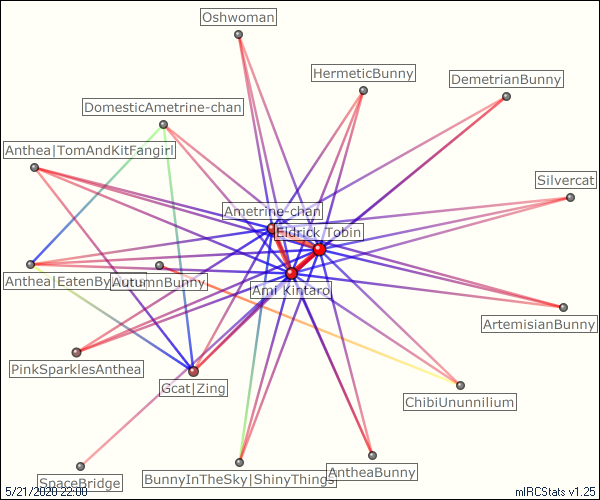 Oshwoman
HermeticBunny
DemetrianBunny
DomesticAmetrine-chan
Anthea|TomAndKitFangirl
Silvercat
Ametrine-chan
Eldrick_Tobin
Anthea|EatenBy
AutumnBunny
Ami_Kintaro
ArtemisianBunny
PinkSparklesAnthea
Gcat|Zing
ChibiUnunnilium
SpaceBridge
BunnyInTheSky|ShinyThings
AntheaBunny
5/21/2020 22:00
mIRCStats v1.25